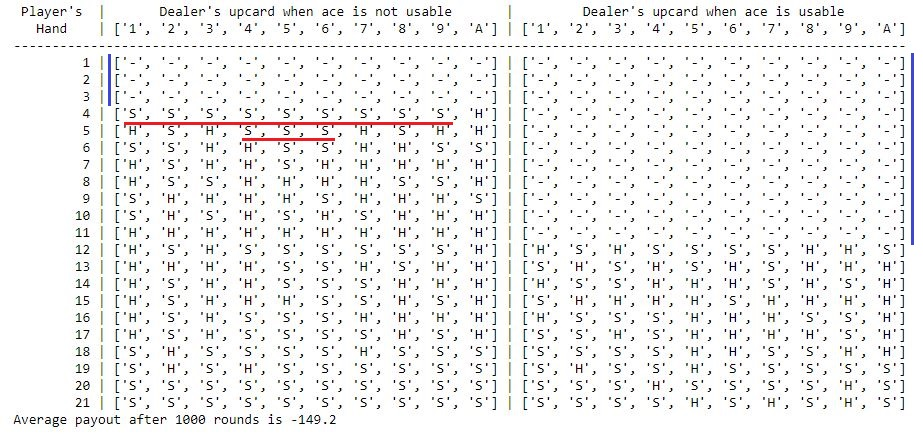 Player's | Dealer's upcard when ace is not usable | Dealer's upcard when ace is usable
Hand | ['1', '2', '3', '4', '5', '6', '7', '8', '9', 'A'] | ['1', '2', '3', '4', '5', '6', '7', '8', '9', 'A']
1 | ['-', '-', '-', '-', '-', '-', '-', '-', '-', '-'] | ['-', '-', '-', '-', '-', '-', '-', '-', '-', '-']
2 | ['-', '-', '-', '-', '-', '-', '-', '-', '-', '-'] | ['-', '-', '-', '-', '-', '-', '-', '-', '-', '-']
3 | ['-', '-', '-', '-', '-', '-', '-', '-', '-', '-'] | ['-', '-', '-', '-', '-', '-', '-', '-', '-', '-']
4 | ['S', 'S', 'S', 'S', 'S', 'S', 'S', 'S', 'S', 'H'] | ['-', '-', '-', '-', '-', '-', '-', '-', '-', '-']
5 | ['H', 'S', 'H', 'S', 'S', 'S', 'H', 'S', 'H', 'H'] | ['-', '-', '-', '-', '-', '-', '-', '-', '-', '-']
6 | ['S', 'S', 'H', 'H', 'S', 'S', 'H', 'H', 'S', 'S'] | ['-', '-', '-', '-', '-', '-', '-', '-', '-', '-']
7 | ['H', 'S', 'H', 'H', 'S', 'H', 'H', 'H', 'H', 'H'] | ['-', '-', '-', '-', '-', '-', '-', '-', '-', '-']
8 | ['H', 'S', 'S', 'H', 'H', 'H', 'H', 'S', 'S', 'H'] | ['-', '-', '-', '-', '-', '-', '-', '-', '-', '-']
9 | ['S', 'H', 'H', 'H', 'H', 'S', 'S', 'H', 'H', 'S'] | ['-', '-', '-', '-', '-', '-', '-', '-', '-', '-']
10 | ['S', 'H', 'S', 'H', 'S', 'H', 'S', 'H', 'H', 'H'] | ['-', '-', '-', '-', '-', '-', '-', '-', '-', '-']
11 | ['H', 'H', 'H', 'H', 'H', 'H', 'H', 'H', 'H', 'H'] | ['-', '-', '-', '-', '-', '-', '-', '-', '-', '-']
12 | ['H', 'S', 'H', 'H', 'S', 'S', 'S', 'S', 'S', 'H'] | ['H', 'S', 'H', 'S', 'S', 'S', 'S', 'H', 'H', 'S']
13 | ['H', 'H', 'H', 'H', 'S', 'S', 'H', 'S', 'H', 'H'] | ['S', 'H', 'S', 'H', 'S', 'H', 'S', 'H', 'H', 'H']
14 | ['H', 'S', 'H', 'H', 'S', 'S', 'S', 'H', 'H', 'H'] | ['H', 'S', 'S', 'H', 'H', 'S', 'S', 'H', 'H', 'H']
15 | ['H', 'S', 'H', 'H', 'H', 'S', 'S', 'S', 'S', 'H'] | ['S', 'H', 'H', 'H', 'H', 'S', 'H', 'H', 'H', 'H']
16 | ['H', 'S', 'H', 'S', 'S', 'S', 'H', 'H', 'H', 'H'] | ['H', 'S', 'S', 'S', 'H', 'H', 'H', 'S', 'S', 'H']
17 | ['H', 'S', 'H', 'S', 'S', 'S', 'S', 'H', 'S', 'H'] | ['S', 'S', 'H', 'S', 'H', 'H', 'S', 'H', 'H', 'H']
18 | ['S', 'H', 'S', 'S', 'S', 'S', 'H', 'S', 'S', 'S'] | ['S', 'S', 'S', 'S', 'H', 'H', 'S', 'S', 'H', 'H']
19 | ['S', 'H', 'S', 'H', 'S', 'S', 'S', 'S', 'S', 'S'] | ['S', 'H', 'S', 'S', 'H', 'S', 'S', 'S', 'H', 'H']
20 | ['S', 'S', 'S', 'S', 'S', 'S', 'S', 'S', 'S', 'S'] | ['S', 'S', 'S', 'H', 'S', 'S', 'S', 'S', 'H', 'S']
21 | ['S', 'S', 'S', 'S', 'S', 'S', 'S', 'S', 'S', 'S'] | ['S', 'S', 'S', 'S', 'H', 'S', 'H', 'S', 'H', 'S']
Average payout after 1000 rounds is -149.2